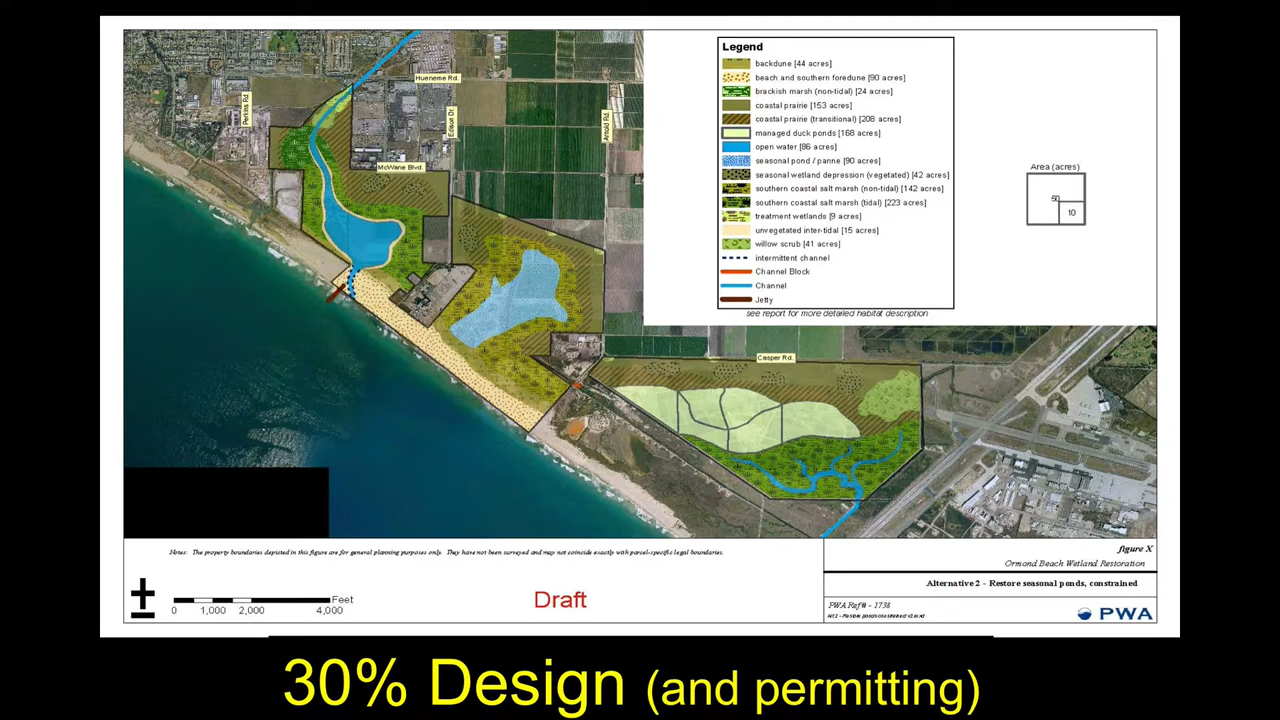 Legend
backdune [44 acres]
beach and southern foredune [90 acres]
brackish marsh (non-tidal) [24 acres]
coastal prairie [153 acres]
coastal prairie (transitional) [208 acres]
managed duck ponds [168 acres]
open water [86 acres]
seasonal pond / panne [90 acres]
seasonal wetland depression (vegetated) [42 acres]
southern coastal salt marsh (non-tidal) [142 acres]
southern coastal salt marsh (tidal) [223 acres]
treatment wetlands [9 acres]
unvegetated inter-tidal [15 acres]
willow scrub [41 acres]
intermittent channel
Channel Block
Channel
Jetty
see report for more detailed habitat description
Area (acres)
50
10
Hueneme Rd.
Perkins Rd.
Edison Dr.
Arnold Rd.
McWane Blvd.
Casper Rd.
Notes: The property boundaries depicted in this figure are for general planning purposes only. They have not been surveyed and may not coincide exactly with parcel-specific legal boundaries.
Feet
0 1,000 2,000 4,000
Draft
figure X
Ormond Beach Wetland Restoration
Alternative 2 - Restore seasonal ponds, constrained
PWA Ref# - 1738
PWA
30% Design (and permitting)